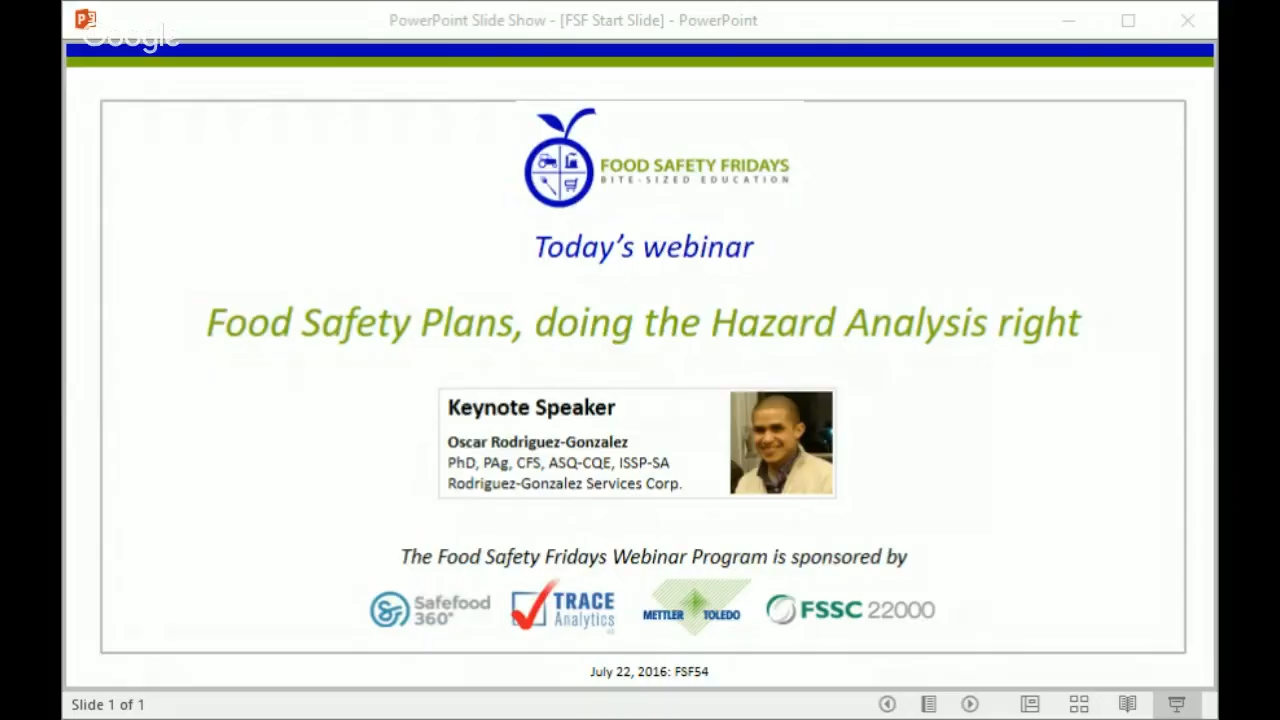 PowerPoint Slide Show - [FSF Start Slide] - PowerPoint
Google
FOOD SAFETY FRIDAYS
BITE-SIZED EDUCATION
Today's webinar
Food Safety Plans, doing the Hazard Analysis right
Keynote Speaker
Oscar Rodriguez-Gonzalez
PhD, PAg, CFS, ASQ-CQE, ISSP-SA
Rodriguez-Gonzalez Services Corp.
The Food Safety Fridays Webinar Program is sponsored by
Safefood
360°
TRACE
Analytics
METTLER TOLEDO
FSSC 22000
July 22, 2016: FSF54
Slide 1 of 1